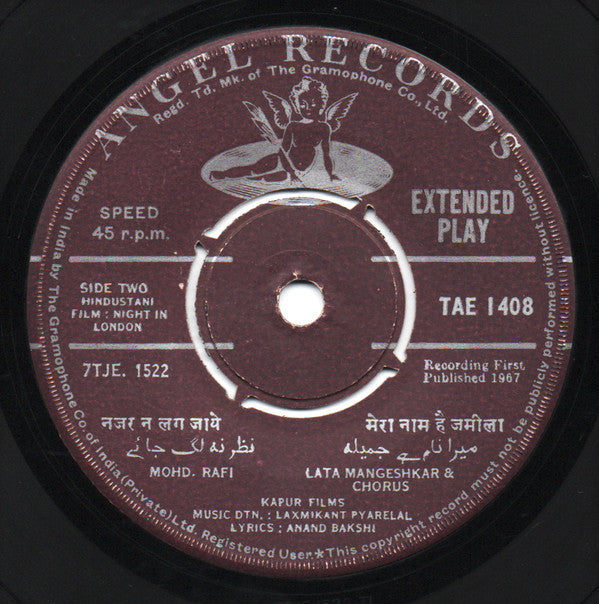 ANGEL RECORDS
Regd. Td. Mk. of The Gramophone Co., Ltd.
SPEED
45 r.p.m.
EXTENDED
PLAY
SIDE TWO
HINDUSTANI
FILM : NIGHT IN
LONDON
TAE 1408
7TJE. 1522
Recording First
Published 1967
नजर न लग जाये
मेरा नाम है जमीला
نظر نہ لگ جائے
میرا نام ہے جمیلہ
MOHD. RAFI
LATA MANGESHKAR &
CHORUS
KAPUR FILMS
MUSIC DTN. : LAXMIKANT PYARELAL
LYRICS : ANAND BAKSHI
Made in India by The Gramophone Co. of India (Private) Ltd. Registered User.★This copyright record must not be publicly performed without licence.